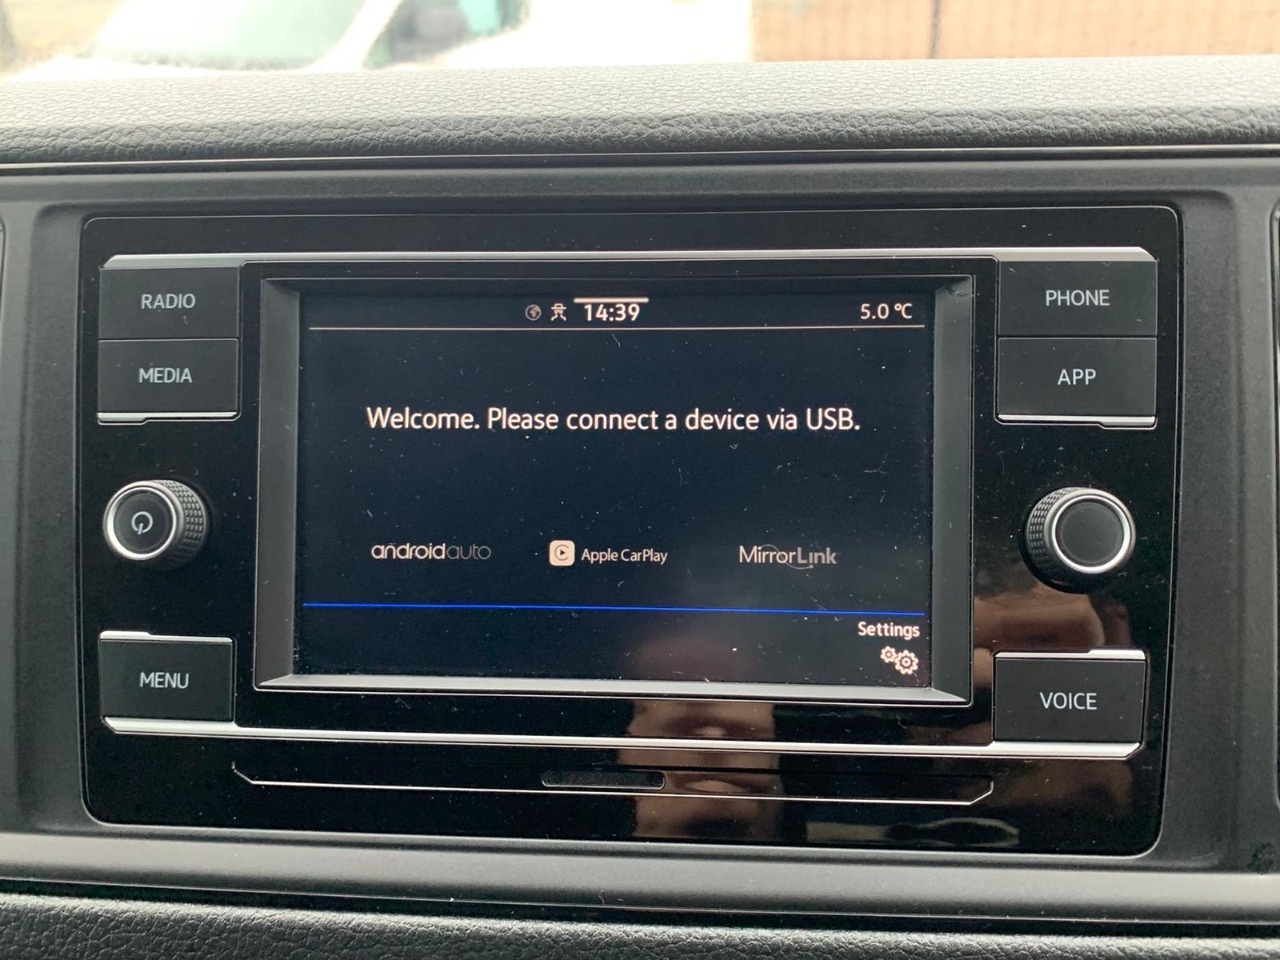 RADIO
MEDIA
MENU
14:39
5.0 °C
Welcome. Please connect a device via USB.
androidauto
Apple CarPlay
MirrorLink
Settings
PHONE
APP
VOICE